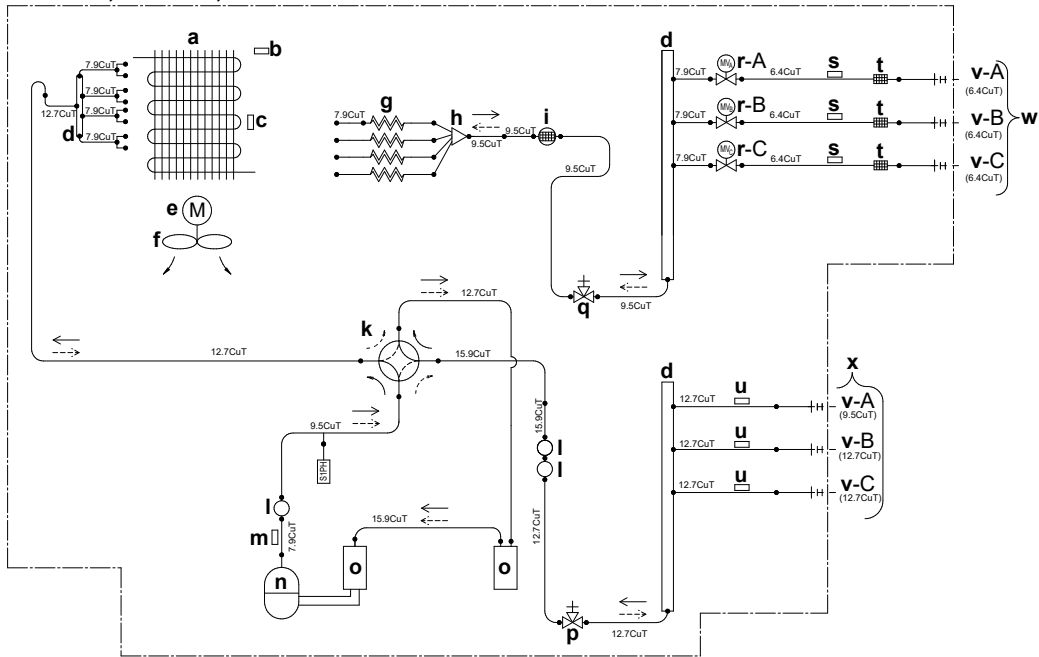 a
b
7.9CuT
7.9CuT
12.7CuT
7.9CuT
d
7.9CuT
c
e
M
f
g
7.9CuT
h
9.5CuT
9.5CuT
i
9.5CuT
q
9.5CuT
d
7.9CuT
r-A
6.4CuT
s
t
v-A
(6.4CuT)
7.9CuT
r-B
6.4CuT
s
t
v-B
(6.4CuT)
w
7.9CuT
r-C
6.4CuT
s
t
v-C
(6.4CuT)
12.7CuT
k
12.7CuT
15.9CuT
15.9CuT
9.5CuT
S1PH
l
l
l
m
7.9CuT
n
15.9CuT
o
o
12.7CuT
p
12.7CuT
d
x
12.7CuT
u
v-A
(9.5CuT)
12.7CuT
u
v-B
(12.7CuT)
12.7CuT
u
v-C
(12.7CuT)